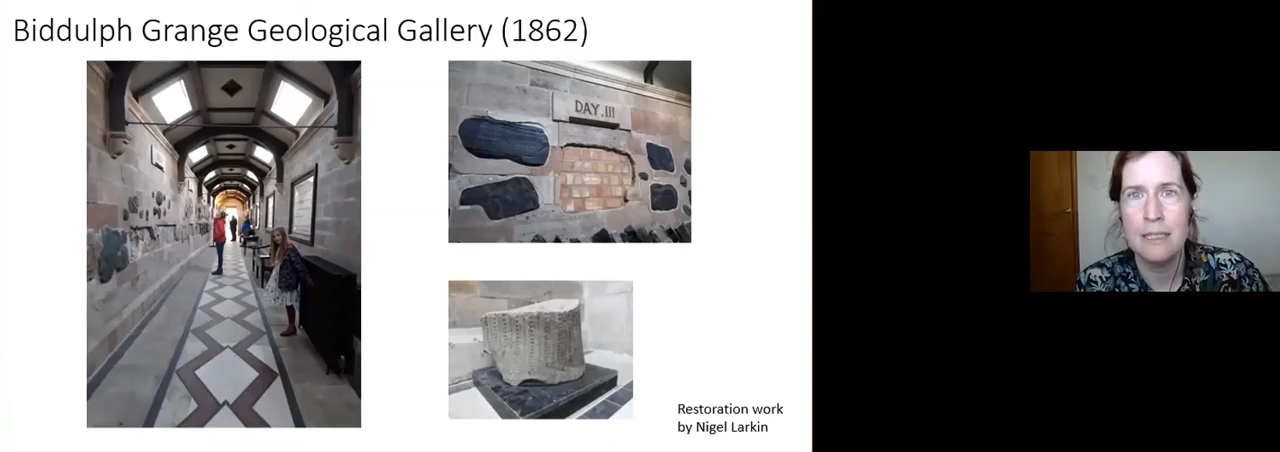 Biddulph Grange Geological Gallery (1862)
DAY.III
Restoration work
by Nigel Larkin